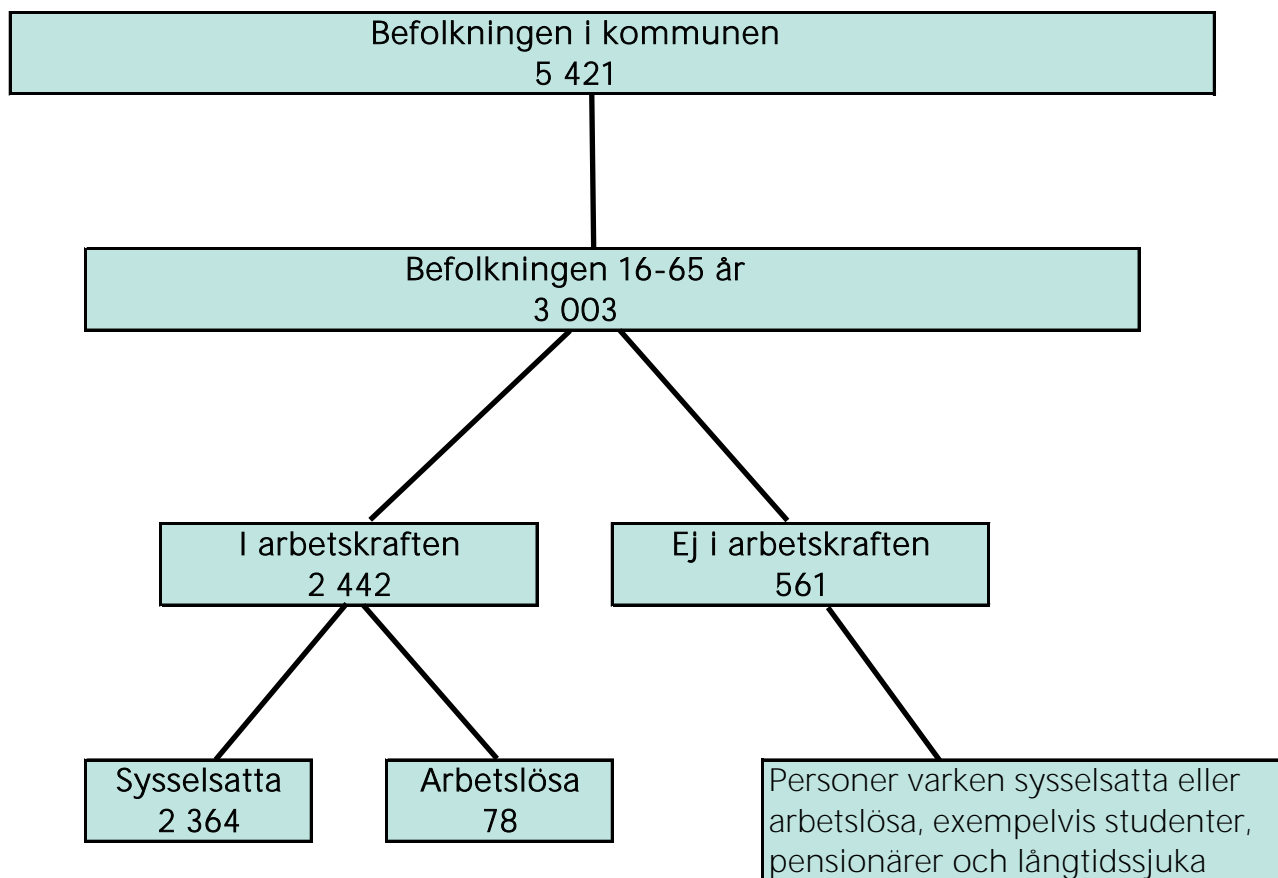 Befolkningen i kommunen
5 421
Befolkningen 16-65 år
3 003
I arbetskraften
2 442
Ej i arbetskraften
561
Sysselsatta
2 364
Arbetslösa
78
Personer varken sysselsatta eller
arbetslösa, exempelvis studenter,
pensionärer och långtidssjuka